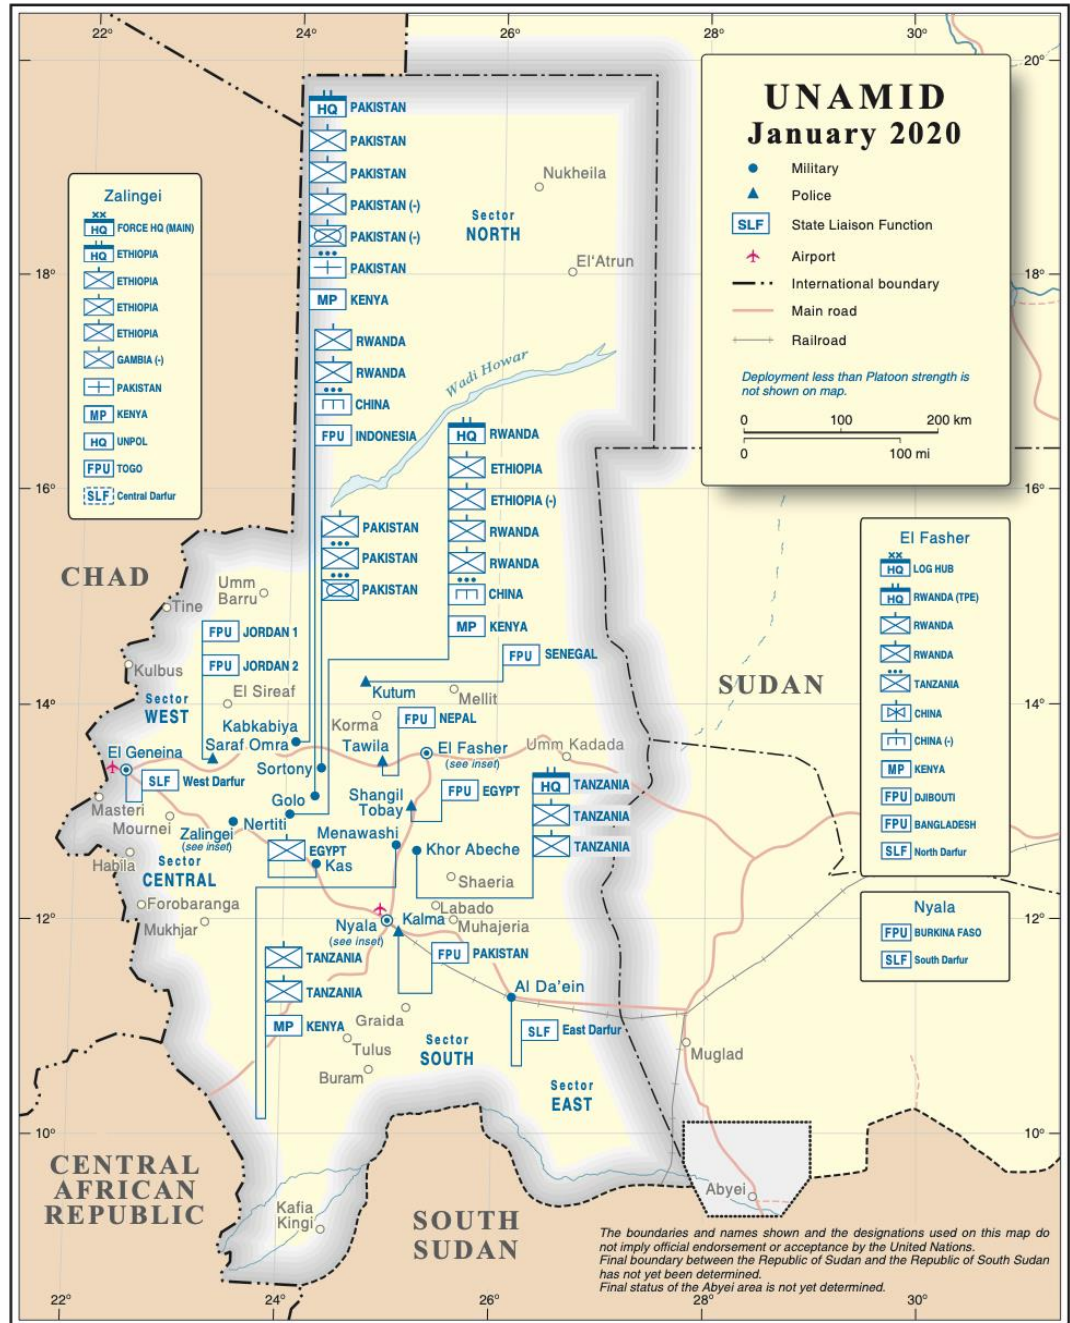 22°
24°
26°
28°
30°
20°
18°
16°
14°
12°
10°
20°
18°
16°
14°
12°
10°
UNAMID
January 2020
Military
Police
SLF State Liaison Function
Airport
International boundary
Main road
Railroad
Deployment less than Platoon strength is
not shown on map.
0 100 200 km
0 100 mi
Zalingei
HQ FORCE HQ (MAIN)
HQ ETHIOPIA
ETHIOPIA
ETHIOPIA
ETHIOPIA
GAMBIA (-)
PAKISTAN
MP KENYA
HQ UNPOL
FPU TOGO
SLF Central Darfur
HQ PAKISTAN
PAKISTAN
PAKISTAN
PAKISTAN (-)
PAKISTAN (-)
PAKISTAN
MP KENYA
RWANDA
RWANDA
CHINA
FPU INDONESIA
Nukheila
Sector
NORTH
El'Atrun
Wadi Howar
HQ RWANDA
ETHIOPIA
ETHIOPIA (-)
RWANDA
RWANDA
CHINA
MP KENYA
PAKISTAN
PAKISTAN
PAKISTAN
FPU SENEGAL
El Fasher
HQ LOG HUB
HQ RWANDA (TPE)
RWANDA
RWANDA
TANZANIA
CHINA
CHINA (-)
MP KENYA
FPU DJIBOUTI
FPU BANGLADESH
SLF North Darfur
Nyala
FPU BURKINA FASO
SLF South Darfur
CHAD
Umm
Barru
Tine
FPU JORDAN 1
FPU JORDAN 2
Kulbus
Sector
WEST
El Sireaf
Kutum
Mellit
SUDAN
Kabkabiya
Korma
FPU NEPAL
El Geneina
Saraf Omra
Tawila
El Fasher
(see inset)
Umm Kadada
SLF West Darfur
Sortony
Masteri
Golo
Shangil
Tobay
FPU EGYPT
HQ TANZANIA
TANZANIA
TANZANIA
Mournei
Zalingei
(see inset)
Nertiti
Menawashi
Habila
Sector
CENTRAL
EGYPT
Kas
Khor Abeche
Shaeria
Forobaranga
Mukhjar
Labado
Muhajeria
Nyala
(see inset)
Kalma
TANZANIA
TANZANIA
MP KENYA
FPU PAKISTAN
Al Da'ein
SLF East Darfur
Graida
Tulus
Buram
Sector
SOUTH
Sector
EAST
Muglad
Abyei
CENTRAL
AFRICAN
REPUBLIC
Kafia
Kingi
SOUTH
SUDAN
The boundaries and names shown and the designations used on this map do
not imply official endorsement or acceptance by the United Nations.
Final boundary between the Republic of Sudan and the Republic of South Sudan
has not yet been determined.
Final status of the Abyei area is not yet determined.
22°
24°
26°
28°
30°